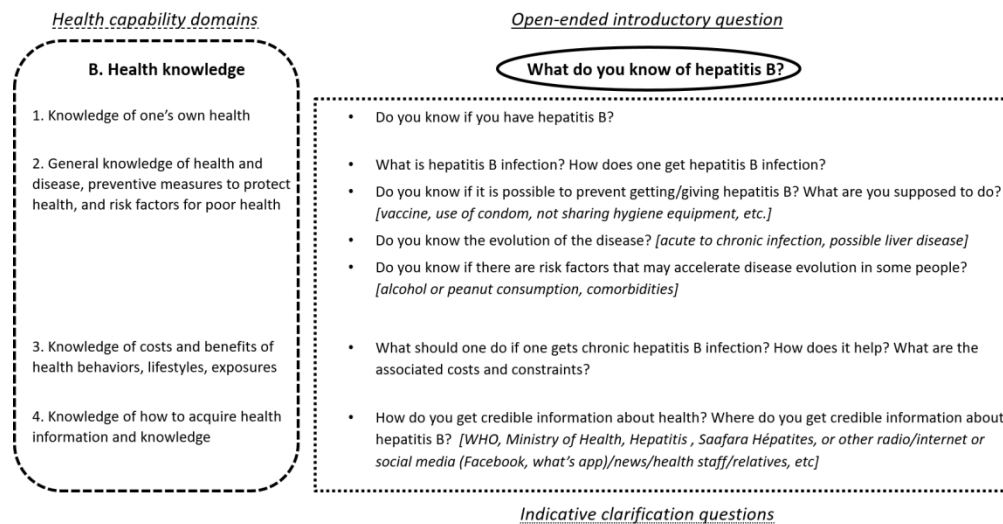 Health capability domains
Open-ended introductory question
B. Health knowledge
What do you know of hepatitis B?
1. Knowledge of one's own health
• Do you know if you have hepatitis B?
2. General knowledge of health and
disease, preventive measures to protect
health, and risk factors for poor health
• What is hepatitis B infection? How does one get hepatitis B infection?
• Do you know if it is possible to prevent getting/giving hepatitis B? What are you supposed to do?
[vaccine, use of condom, not sharing hygiene equipment, etc.]
• Do you know the evolution of the disease? [acute to chronic infection, possible liver disease]
• Do you know if there are risk factors that may accelerate disease evolution in some people?
[alcohol or peanut consumption, comorbidities]
3. Knowledge of costs and benefits of
health behaviors, lifestyles, exposures
• What should one do if one gets chronic hepatitis B infection? How does it help? What are the
associated costs and constraints?
4. Knowledge of how to acquire health
information and knowledge
• How do you get credible information about health? Where do you get credible information about
hepatitis B? [WHO, Ministry of Health, Hepatitis , Saafara Hépatites, or other radio/internet or
social media (Facebook, what's app)/news/health staff/relatives, etc]
Indicative clarification questions